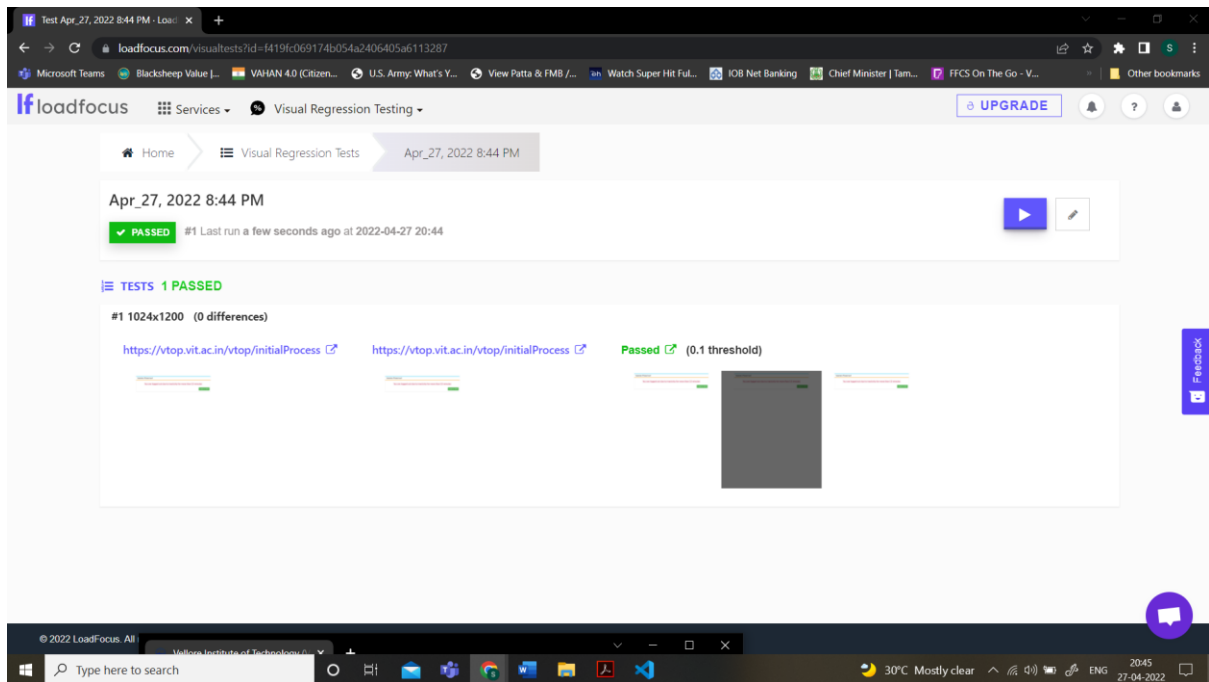 Test Apr_27, 2022 8:44 PM - Load
loadfocus.com/visualtests?id=f419fc069174b054a2406405a6113287
Microsoft Teams Blacksheep Value |... VAHAN 4.0 (Citizen... U.S. Army: What's Y... View Patta & FMB /... Watch Super Hit Ful... IOB Net Banking Chief Minister | Tam... FFCS On The Go - V... » Other bookmarks
lf loadfocus Services Visual Regression Testing UPGRADE ?
Home Visual Regression Tests Apr_27, 2022 8:44 PM
Apr_27, 2022 8:44 PM
PASSED #1 Last run a few seconds ago at 2022-04-27 20:44
TESTS 1 PASSED
#1 1024x1200 (0 differences)
https://vtop.vit.ac.in/vtop/initialProcess https://vtop.vit.ac.in/vtop/initialProcess Passed (0.1 threshold)
Feedback
© 2022 LoadFocus. All
Vellore Institute of Technology
Type here to search 30°C Mostly clear ENG 20:45
27-04-2022